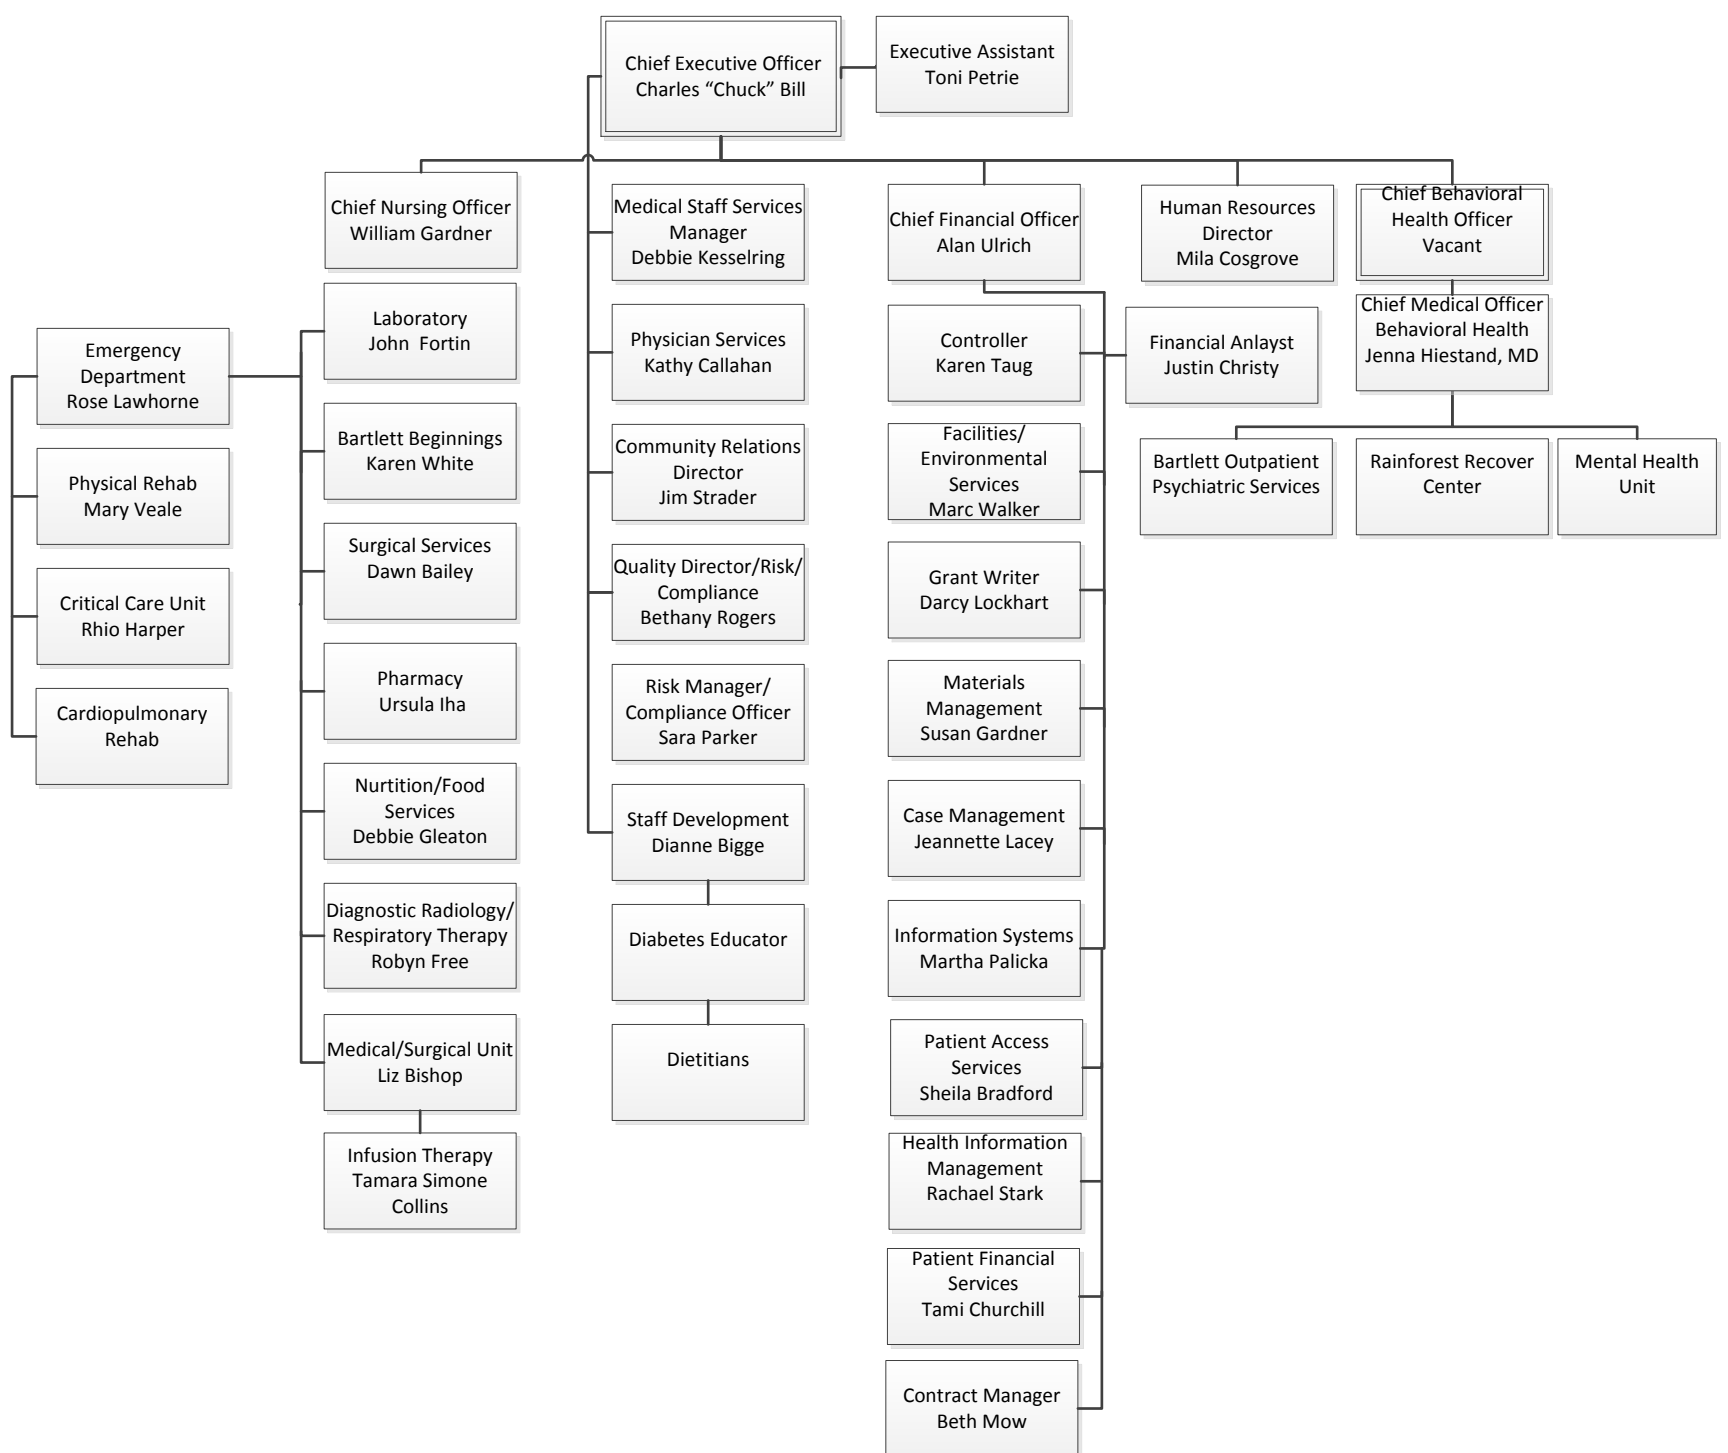 Chief Executive Officer
Charles “Chuck” Bill
Executive Assistant
Toni Petrie
Chief Nursing Officer
William Gardner
Medical Staff Services
Manager
Debbie Kesselring
Chief Financial Officer
Alan Ulrich
Human Resources
Director
Mila Cosgrove
Chief Behavioral
Health Officer
Vacant
Chief Medical Officer
Behavioral Health
Jenna Hiestand, MD
Bartlett Outpatient
Psychiatric Services
Rainforest Recover
Center
Mental Health
Unit
Emergency
Department
Rose Lawhorne
Physical Rehab
Mary Veale
Critical Care Unit
Rhio Harper
Cardiopulmonary
Rehab
Laboratory
John  Fortin
Bartlett Beginnings
Karen White
Surgical Services
Dawn Bailey
Pharmacy
Ursula Iha
Nurtition/Food
Services
Debbie Gleaton
Diagnostic Radiology/
Respiratory Therapy
Robyn Free
Medical/Surgical Unit
Liz Bishop
Infusion Therapy
Tamara Simone
Collins
Physician Services
Kathy Callahan
Community Relations
Director
Jim Strader
Quality Director/Risk/
Compliance
Bethany Rogers
Risk Manager/
Compliance Officer
Sara Parker
Staff Development
Dianne Bigge
Diabetes Educator
Dietitians
Controller
Karen Taug
Financial Anlayst
Justin Christy
Facilities/
Environmental
Services
Marc Walker
Grant Writer
Darcy Lockhart
Materials
Management
Susan Gardner
Case Management
Jeannette Lacey
Information Systems
Martha Palicka
Patient Access
Services
Sheila Bradford
Health Information
Management
Rachael Stark
Patient Financial
Services
Tami Churchill
Contract Manager
Beth Mow